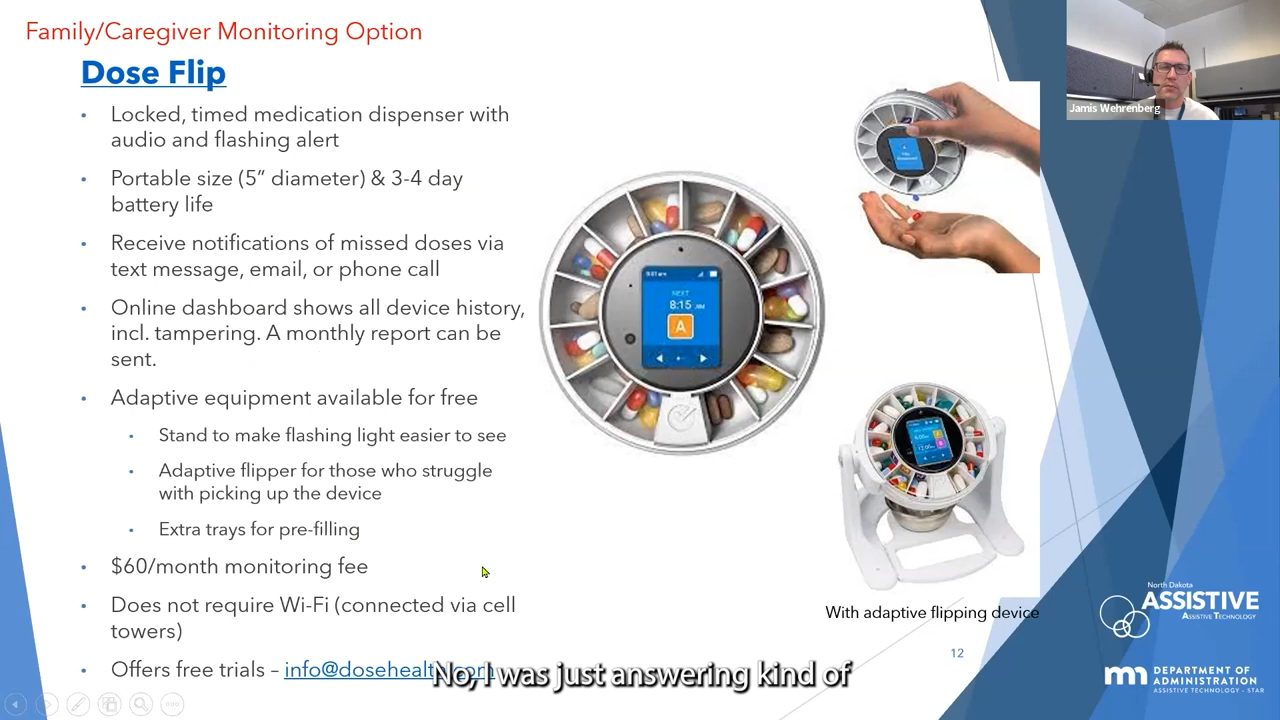 Family/Caregiver Monitoring Option
Dose Flip
• Locked, timed medication dispenser with
audio and flashing alert
• Portable size (5” diameter) & 3-4 day
battery life
• Receive notifications of missed doses via
text message, email, or phone call
• Online dashboard shows all device history,
incl. tampering. A monthly report can be
sent.
• Adaptive equipment available for free
• Stand to make flashing light easier to see
• Adaptive flipper for those who struggle
with picking up the device
• Extra trays for pre-filling
• $60/month monitoring fee
• Does not require Wi-Fi (connected via cell
towers)
• Offers free trials – info@dosehealth.com
No, I was just answering kind of
NEXT
8:15 AM
A
With adaptive flipping device
12
Jamis Wehrenberg
North Dakota
ASSISTIVE
ASSISTIVE TECHNOLOGY
DEPARTMENT OF
ADMINISTRATION
ASSISTIVE TECHNOLOGY - STAR